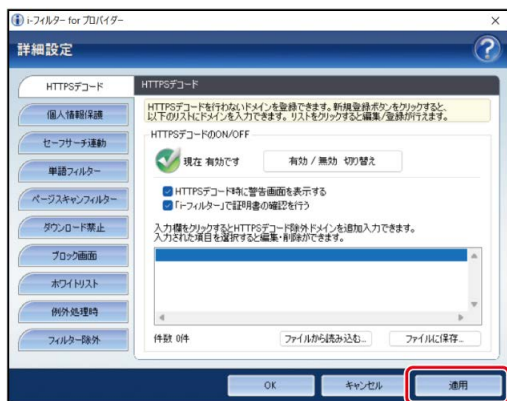 i-フィルター for プロバイダー
詳細設定
HTTPSデコード
個人情報保護
セーフサーチ連動
単語フィルター
ページスキャンフィルター
ダウンロード禁止
ブロック画面
ホワイトリスト
例外処理時
フィルター除外
HTTPSデコード
HTTPSデコードを行わないドメインを登録できます。新規登録ボタンをクリックすると、
以下のリストにドメインを入力できます。リストをクリックすると編集/登録が行えます。
HTTPSデコードのON/OFF
現在 有効です
有効 / 無効 切り替え
HTTPSデコード時に警告画面を表示する
「i-フィルター」で証明書の確認を行う
入力欄をクリックするとHTTPSデコード除外ドメインを追加入力できます。
入力された項目を選択すると編集・削除ができます。
件数 0件
ファイルから読み込む...
ファイルに保存...
OK
キャンセル
適用